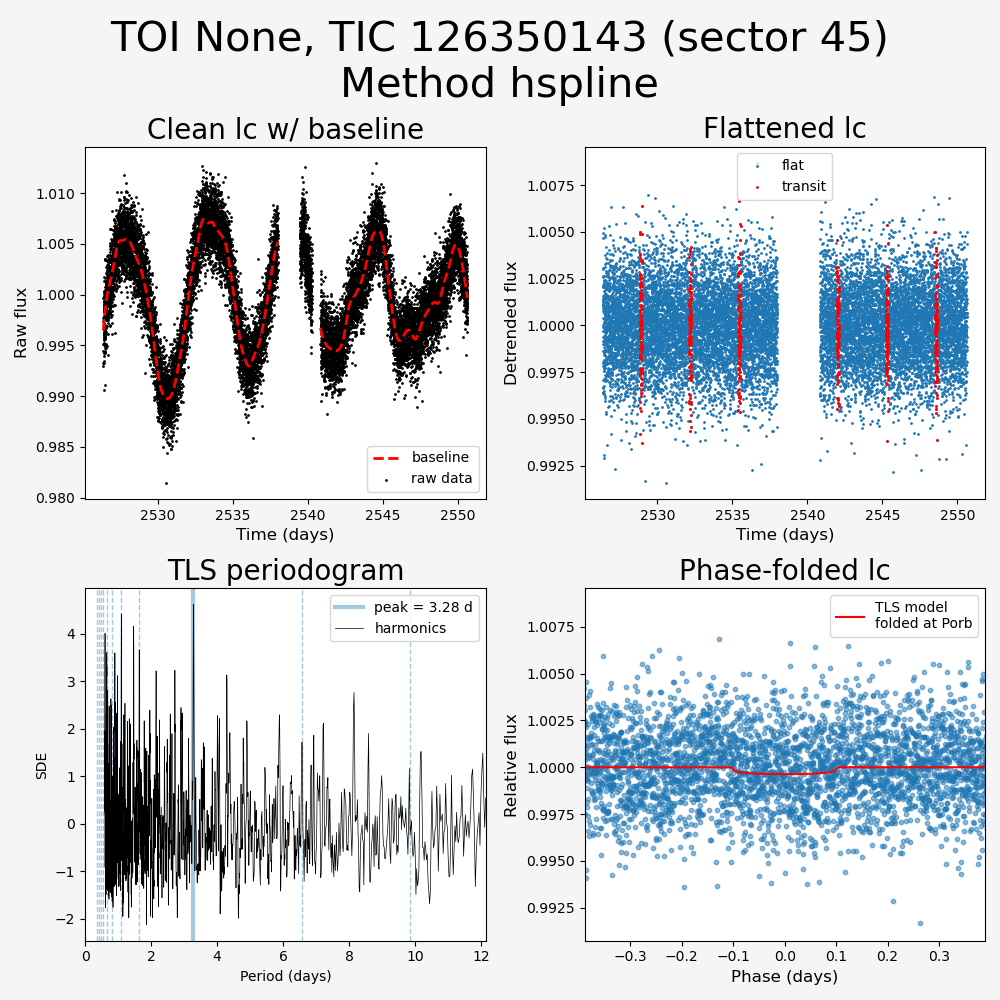 TOI None, TIC 126350143 (sector 45)
Method hspline
Clean lc w/ baseline
Raw flux
1.010
1.005
1.000
0.995
0.990
0.985
0.980
baseline
raw data
2530
2535
2540
2545
2550
Time (days)
Flattened lc
Detrended flux
1.0075
1.0050
1.0025
1.0000
0.9975
0.9950
0.9925
flat
transit
2530
2535
2540
2545
2550
Time (days)
TLS periodogram
SDE
4
3
2
1
0
−1
−2
peak = 3.28 d
harmonics
0
2
4
6
8
10
12
Period (days)
Phase-folded lc
Relative flux
1.0075
1.0050
1.0025
1.0000
0.9975
0.9950
0.9925
TLS model
folded at Porb
−0.3
−0.2
−0.1
0.0
0.1
0.2
0.3
Phase (days)